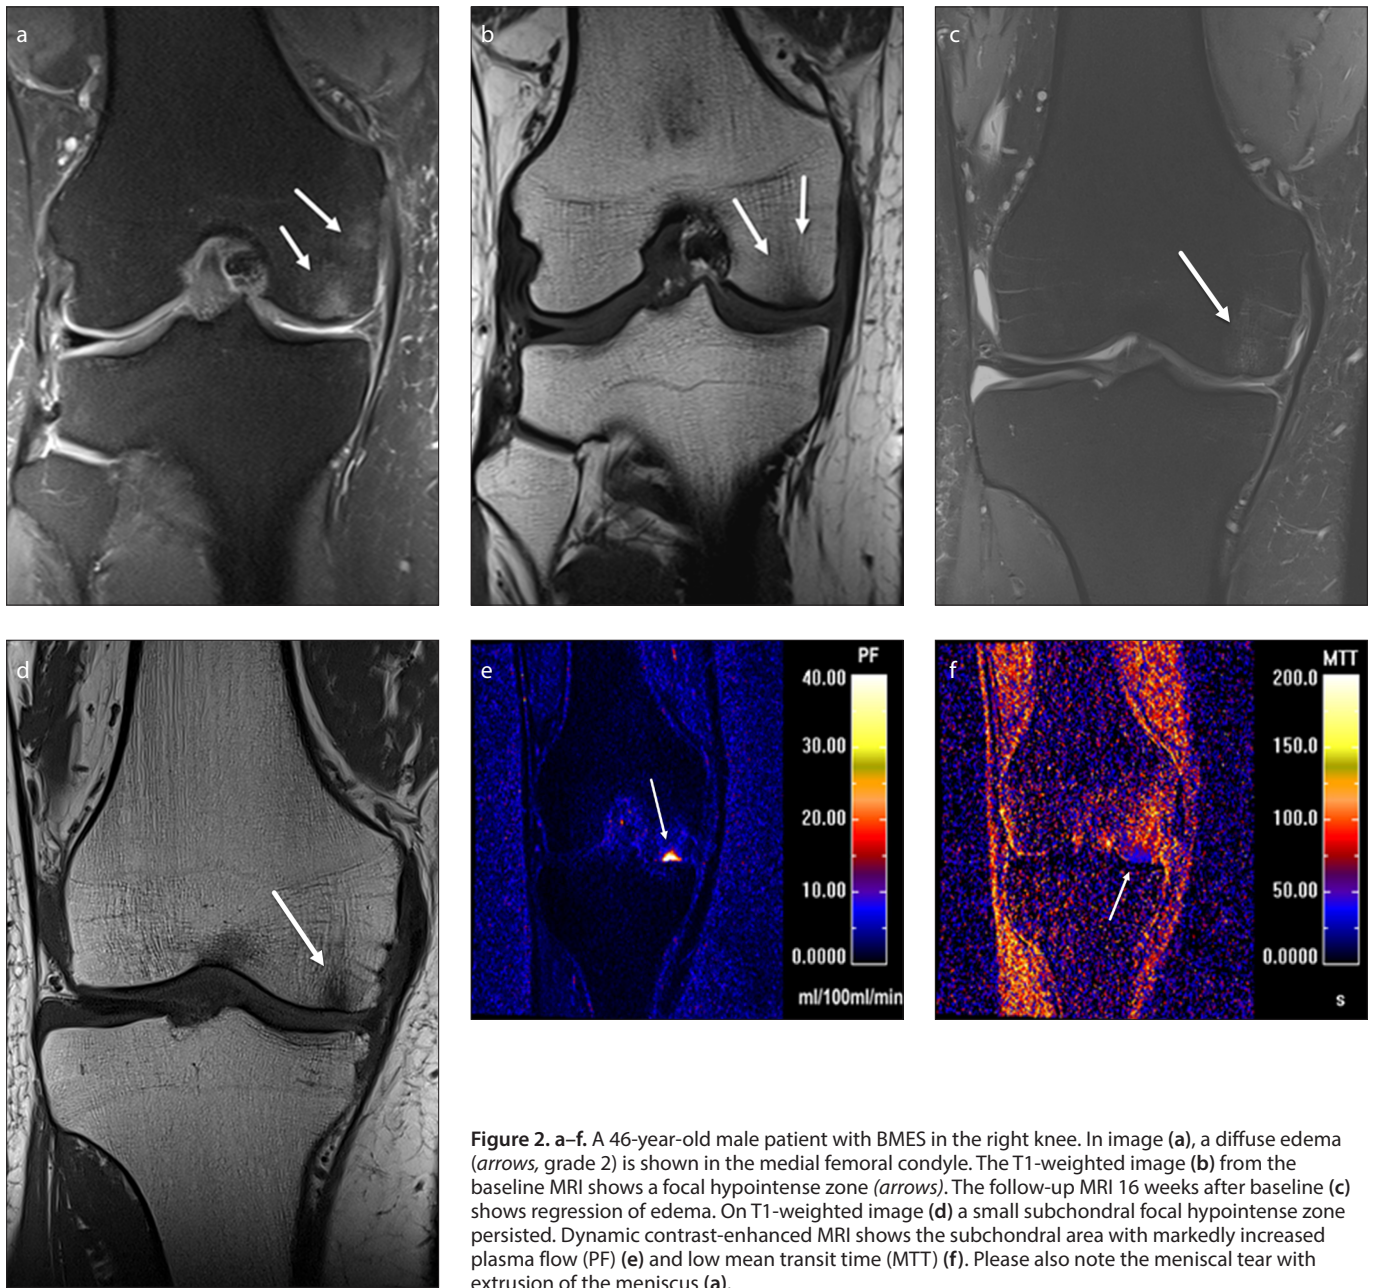 a
b
c
d
e
PF
40.00
30.00
20.00
10.00
0.0000
ml/100ml/min
f
MTT
200.0
150.0
100.0
50.00
0.0000
s
Figure 2. a–f. A 46-year-old male patient with BMES in the right knee. In image (a), a diffuse edema
(arrows, grade 2) is shown in the medial femoral condyle. The T1-weighted image (b) from the
baseline MRI shows a focal hypointense zone (arrows). The follow-up MRI 16 weeks after baseline (c)
shows regression of edema. On T1-weighted image (d) a small subchondral focal hypointense zone
persisted. Dynamic contrast-enhanced MRI shows the subchondral area with markedly increased
plasma flow (PF) (e) and low mean transit time (MTT) (f). Please also note the meniscal tear with
extrusion of the meniscus (a).